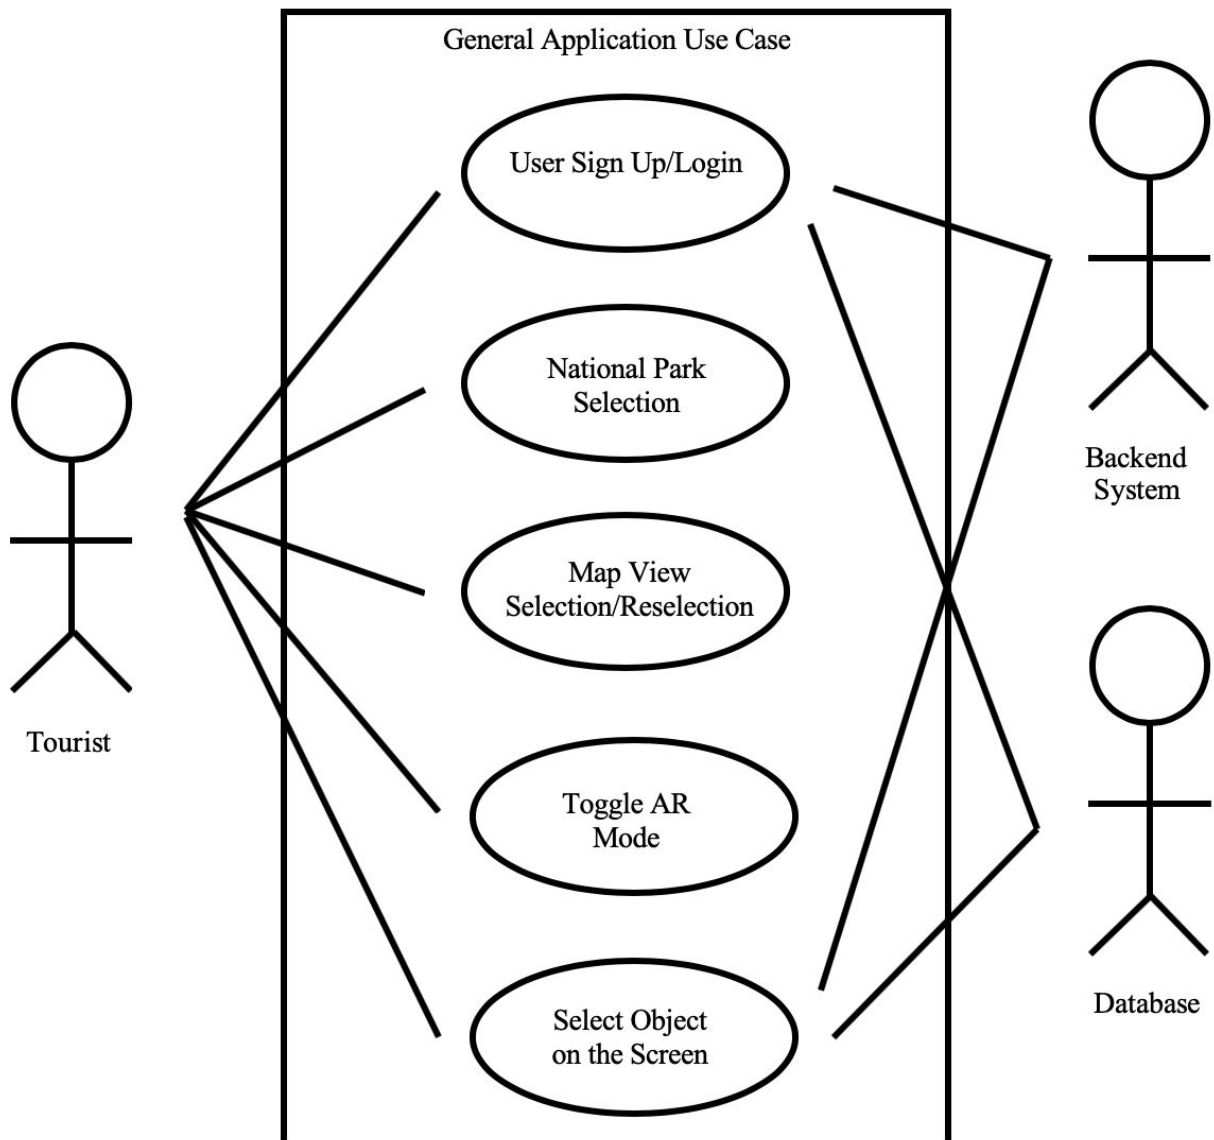 General Application Use Case
User Sign Up/Login
National Park
Selection
Map View
Selection/Reselection
Toggle AR
Mode
Select Object
on the Screen
Tourist
Backend
System
Database